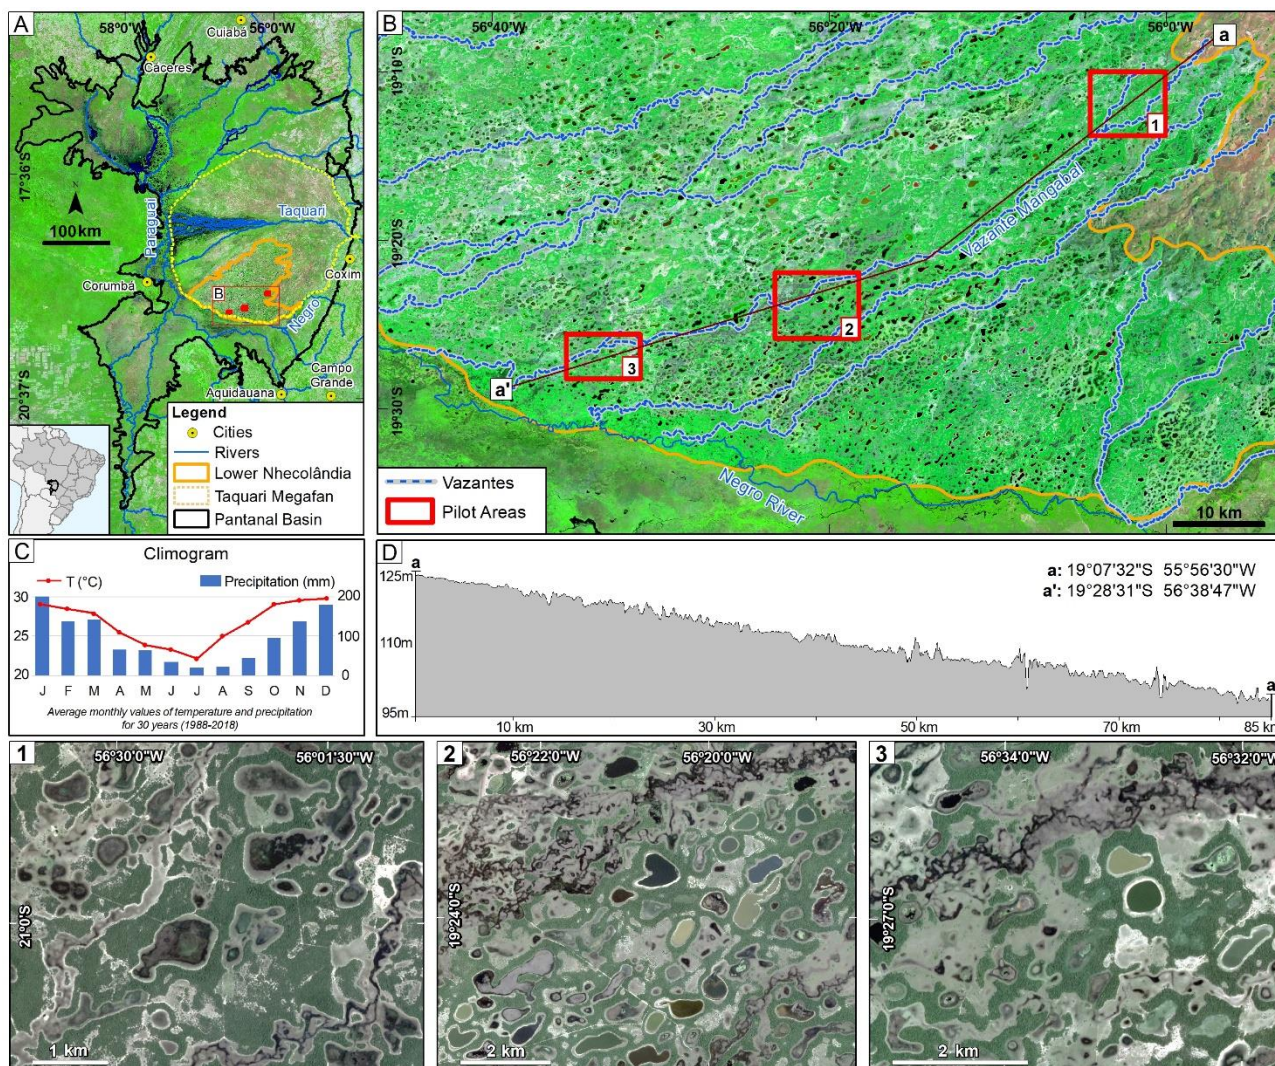 A
58°0'W
56°0'W
Cuiabá
Cáceres
17°36'S
N
100 km
Paraguai
Taquari
Coxim
Corumbá
B
Negro
Campo
Grande
Aquidauana
20°37'S
Legend
Cities
Rivers
Lower Nhecolândia
Taquari Megafan
Pantanal Basin
B
56°40'W
56°20'W
56°0'W
a
19°10'S
1
Vazante Mangabal
19°20'S
2
3
a'
19°30'S
Negro River
Vazantes
Pilot Areas
10 km
C
Climogram
T (°C)
Precipitation (mm)
30
200
25
100
20
0
J F M A M J J A S O N D
Average monthly values of temperature and precipitation
for 30 years (1988-2018)
D
a
125m
a: 19°07'32"S 55°56'30"W
a': 19°28'31"S 56°38'47"W
110m
a
95m
10 km
30 km
50 km
70 km
85 km
1
56°30'0"W
56°01'30"W
21°0'S
1 km
2
56°22'0"W
56°20'0"W
19°24'0"S
2 km
3
56°34'0"W
56°32'0"W
19°27'0"S
2 km